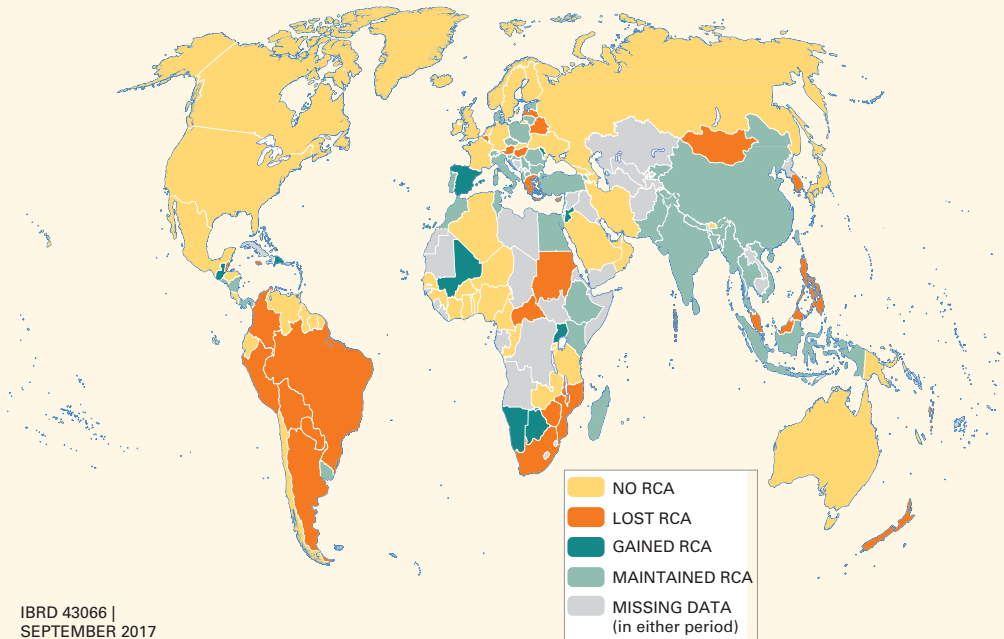 NO RCA
LOST RCA
GAINED RCA
MAINTAINED RCA
MISSING DATA
(in either period)
IBRD 43066 |
SEPTEMBER 2017